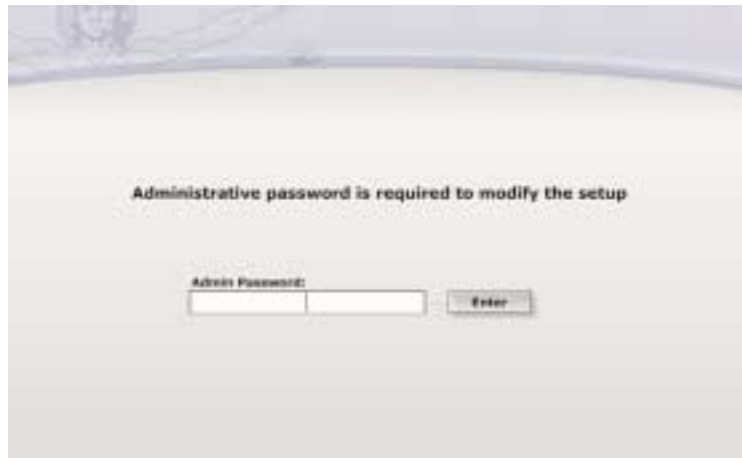 Administrative password is required to modify the setup
Admin Password:
Enter